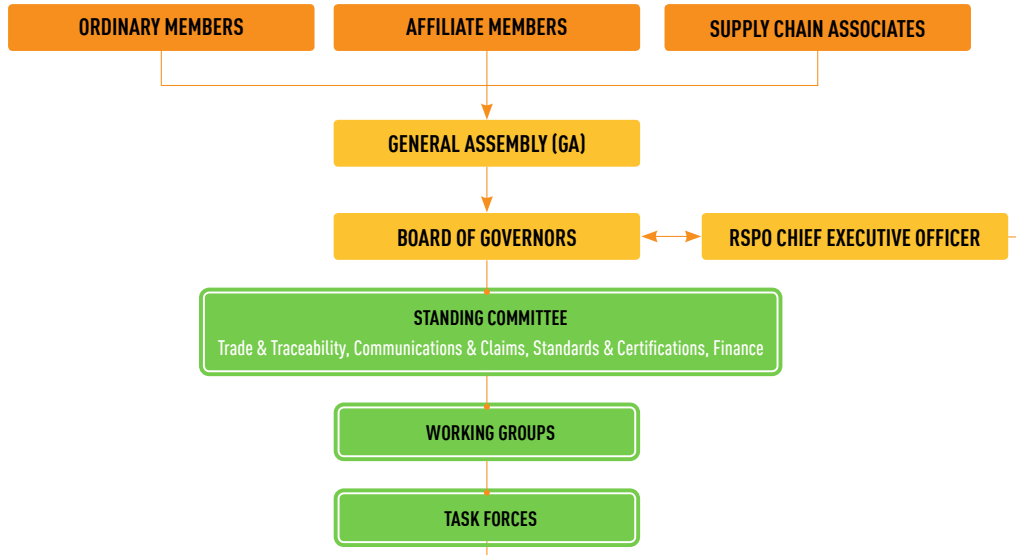 ORDINARY MEMBERS
AFFILIATE MEMBERS
SUPPLY CHAIN ASSOCIATES
GENERAL ASSEMBLY (GA)
BOARD OF GOVERNORS
RSPO CHIEF EXECUTIVE OFFICER
STANDING COMMITTEE
Trade & Traceability, Communications & Claims, Standards & Certifications, Finance
WORKING GROUPS
TASK FORCES